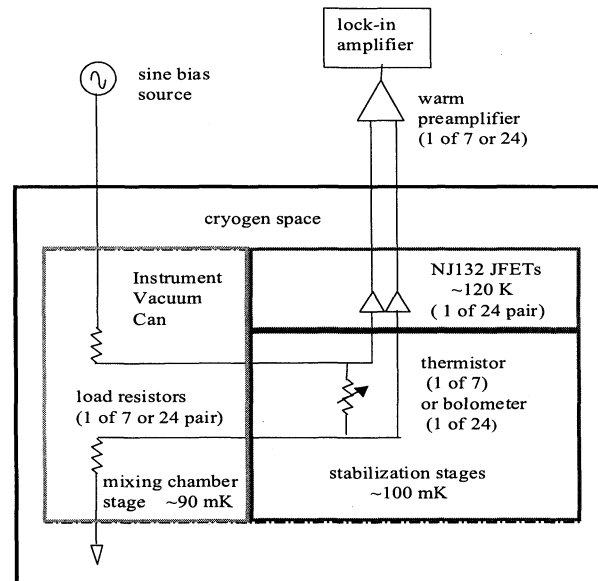 lock-in
amplifier
sine bias
source
warm
preamplifier
(1 of 7 or 24)
cryogen space
Instrument
Vacuum
Can
NJ132 JFETs
~120 K
( 1 of 24 pair)
load resistors
(1 of 7 or 24 pair)
thermistor
(1 of 7)
or bolometer
(1 of 24)
mixing chamber
stage ~90 mK
stabilization stages
~100 mK